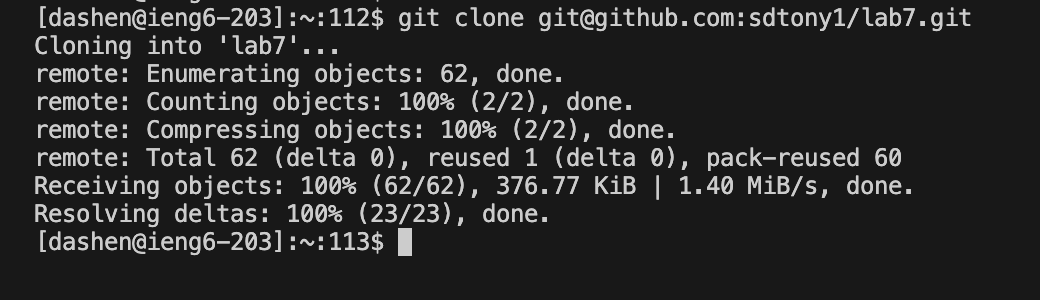 [dashen@ieng6-203]:~:112$ git clone git@github.com:sdtony1/lab7.git
Cloning into 'lab7'...
remote: Enumerating objects: 62, done.
remote: Counting objects: 100% (2/2), done.
remote: Compressing objects: 100% (2/2), done.
remote: Total 62 (delta 0), reused 1 (delta 0), pack-reused 60
Receiving objects: 100% (62/62), 376.77 KiB | 1.40 MiB/s, done.
Resolving deltas: 100% (23/23), done.
[dashen@ieng6-203]:~:113$